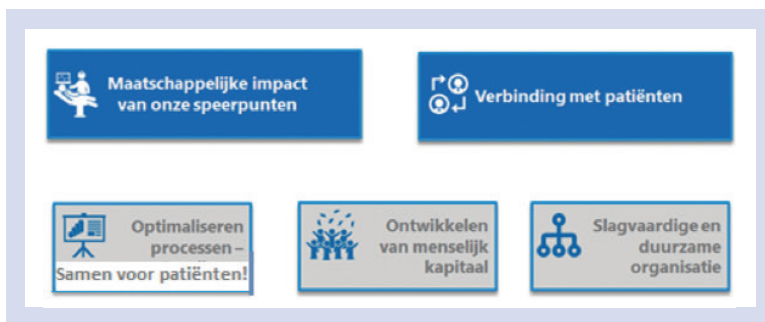 Maatschappelijke impact
van onze speerpunten
Verbinding met patiënten
Optimaliseren
processen –
Samen voor patiënten!
Ontwikkelen
van menselijk
kapitaal
Slagvaardige en
duurzame
organisatie